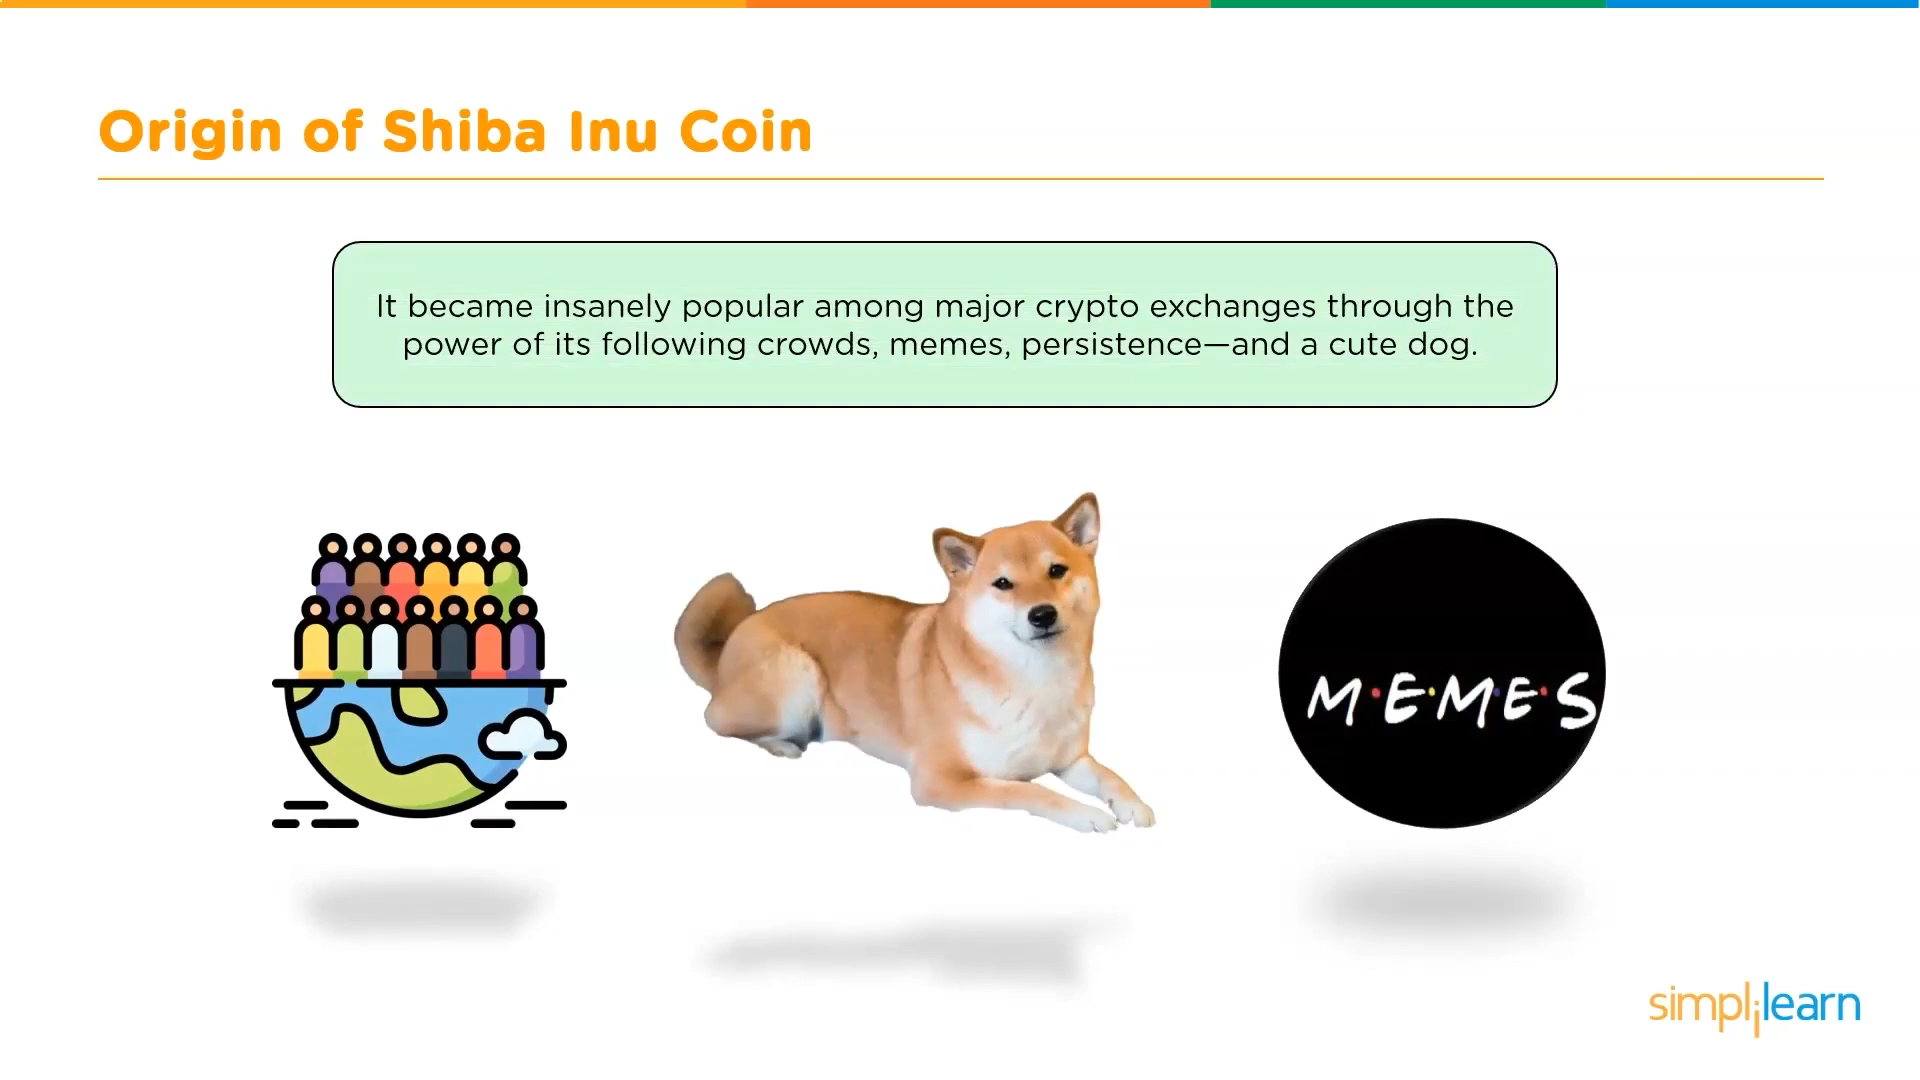 Origin of Shiba Inu Coin
It became insanely popular among major crypto exchanges through the
power of its following crowds, memes, persistence—and a cute dog.
M·E·M·E·S
simplilearn